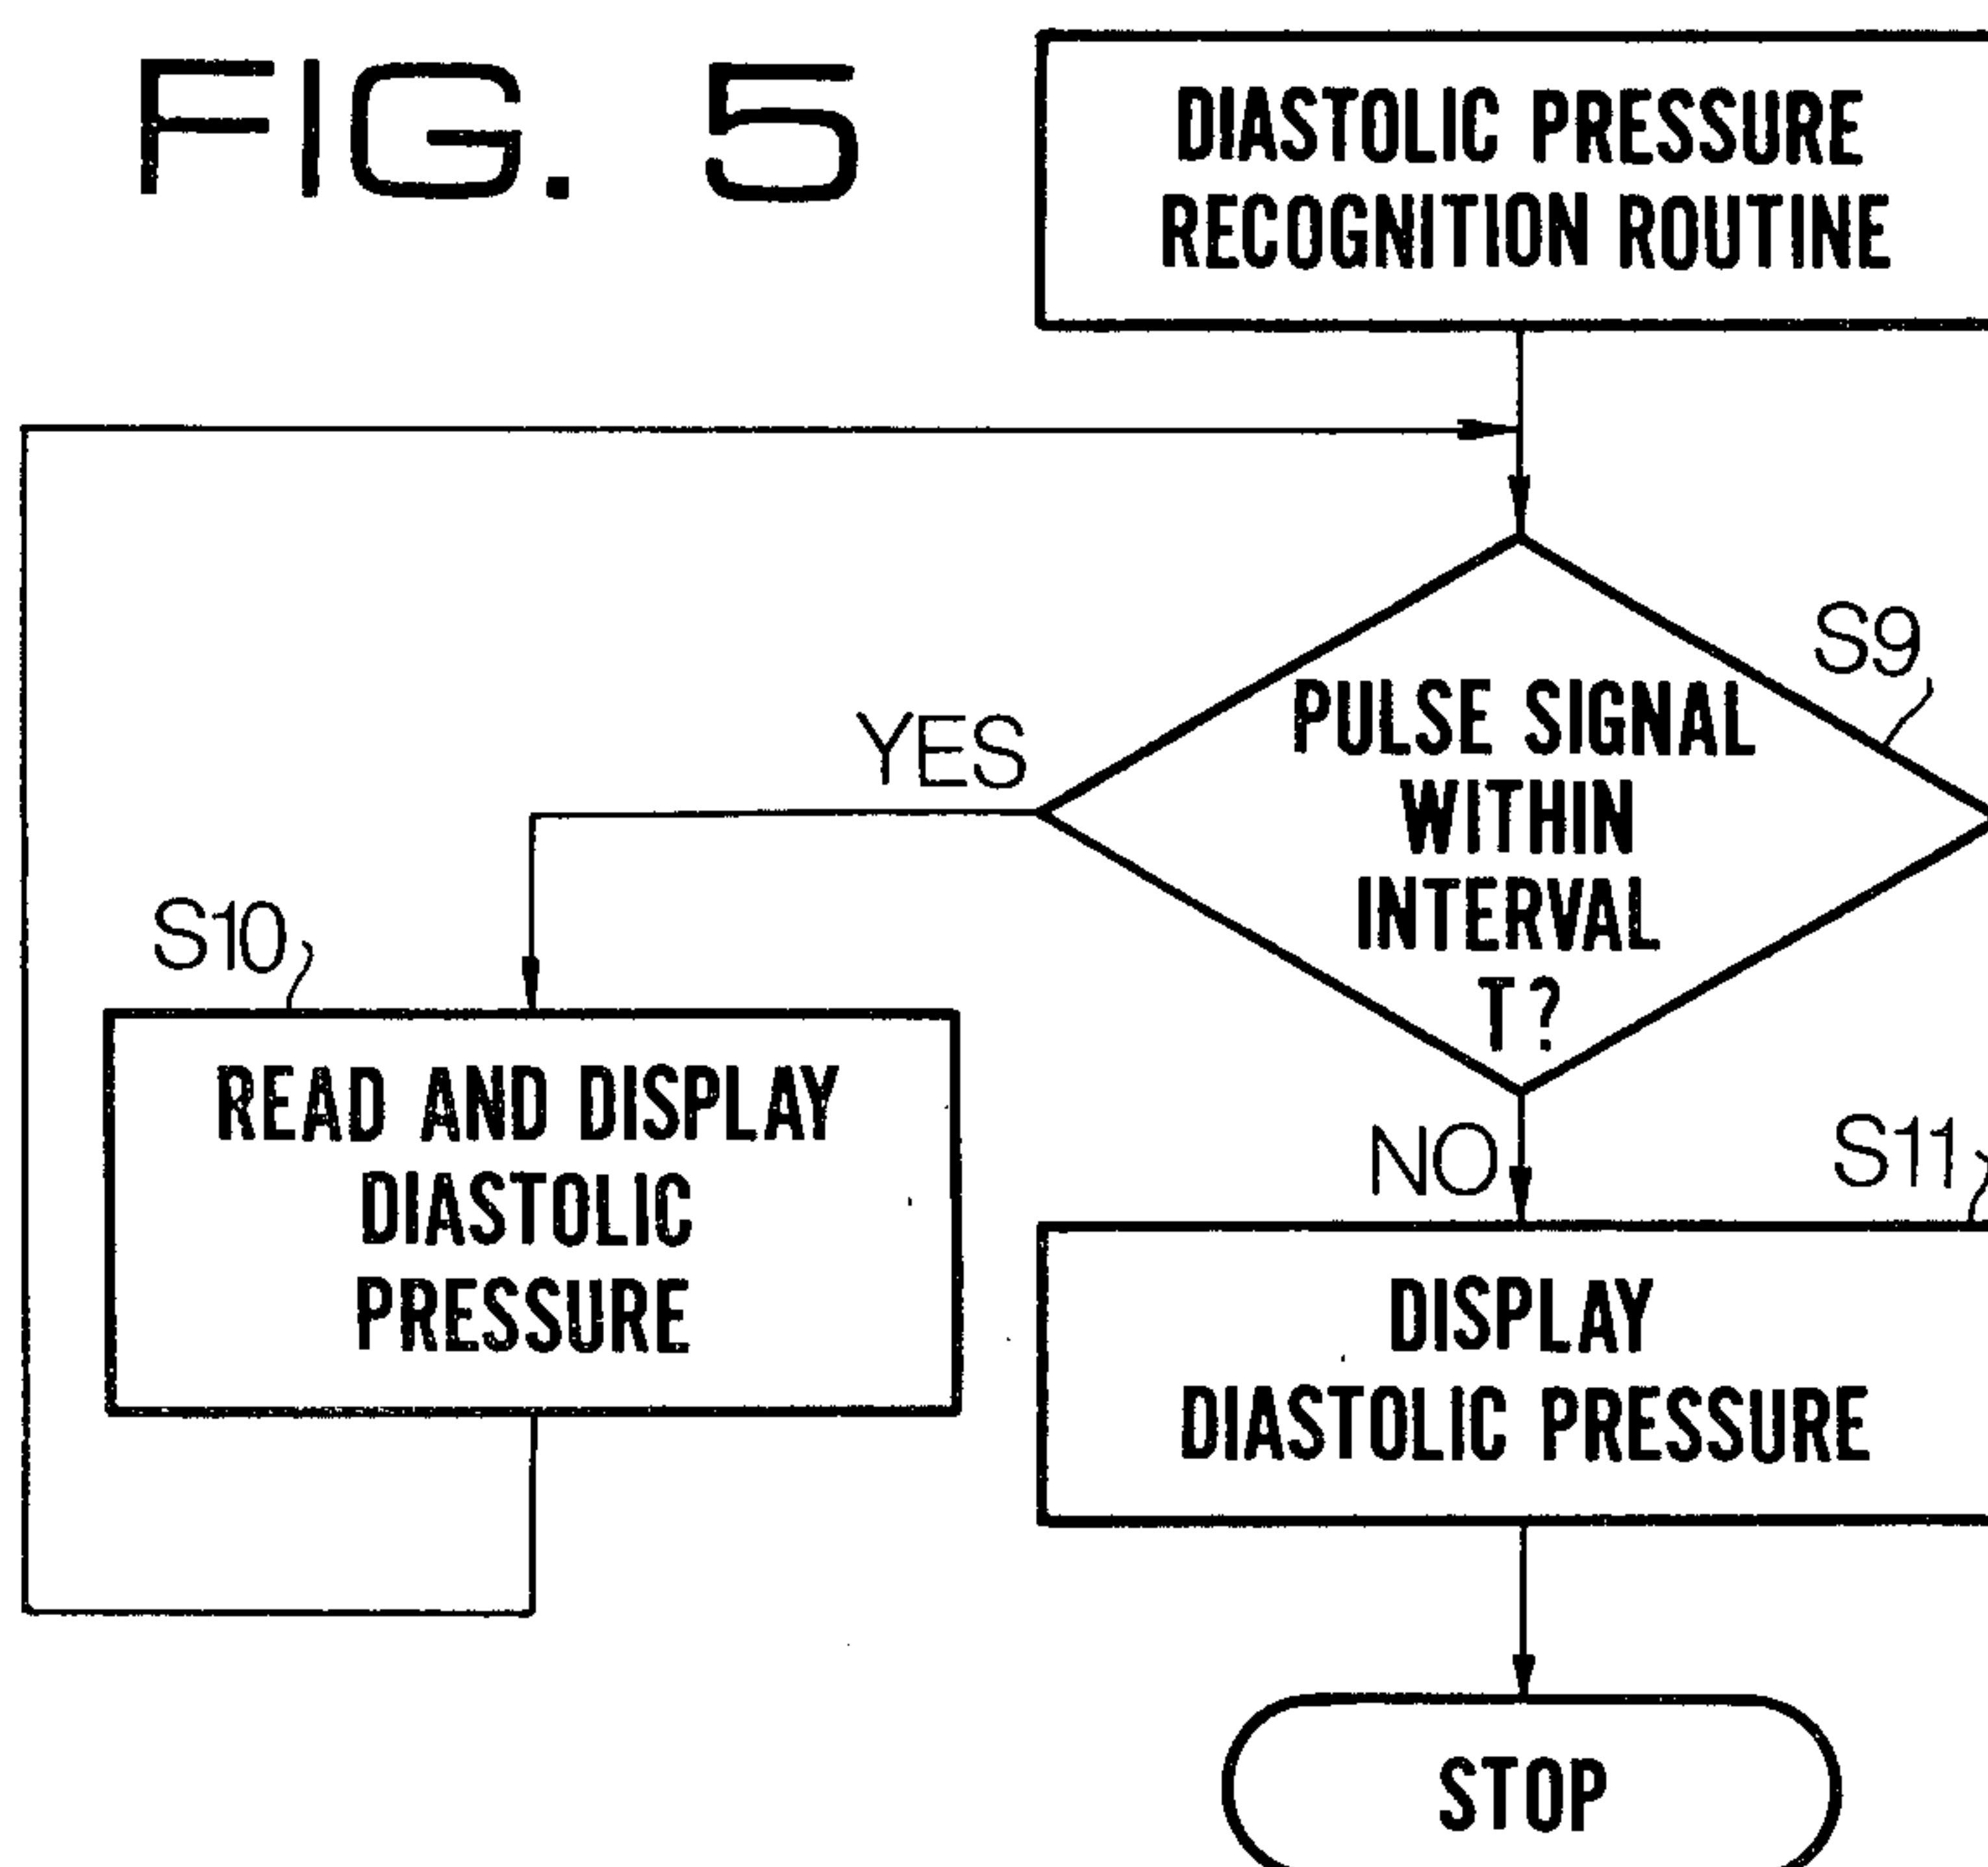 FIG. 5
DIASTOLIC PRESSURE
RECOGNITION ROUTINE
S9
PULSE SIGNAL
WITHIN
INTERVAL
T?
YES
S10
READ AND DISPLAY
DIASTOLIC
PRESSURE
NO
S11
DISPLAY
DIASTOLIC PRESSURE
STOP